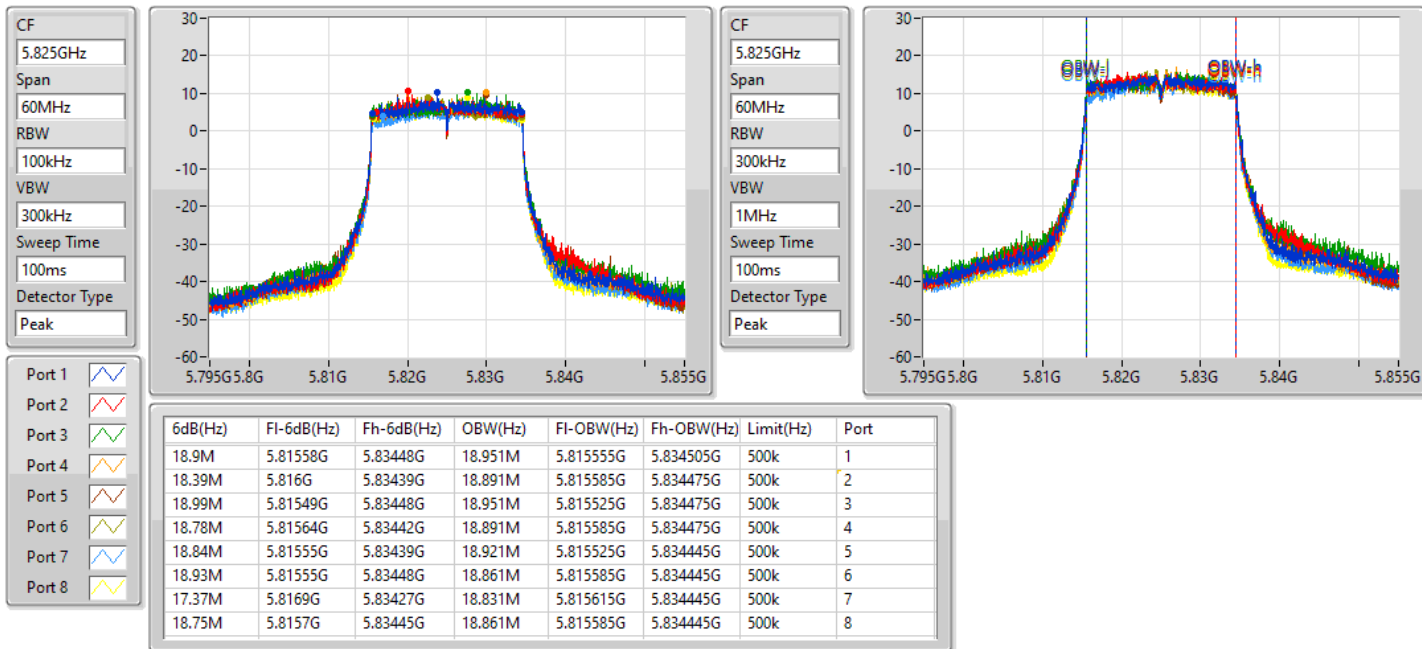 CF
5.825GHz
Span
60MHz
RBW
100kHz
VBW
300kHz
Sweep Time
100ms
Detector Type
Peak
30
20
10
0
-10
-20
-30
-40
-50
-60
5.795G 5.8G 5.81G 5.82G 5.83G 5.84G 5.855G
CF
5.825GHz
Span
60MHz
RBW
300kHz
VBW
1MHz
Sweep Time
100ms
Detector Type
Peak
30
20
10
0
-10
-20
-30
-40
-50
-60
OBW-l OBW-h
5.795G 5.8G 5.81G 5.82G 5.83G 5.84G 5.855G
Port 1
Port 2
Port 3
Port 4
Port 5
Port 6
Port 7
Port 8
6dB(Hz) Fl-6dB(Hz) Fh-6dB(Hz) OBW(Hz) Fl-OBW(Hz) Fh-OBW(Hz) Limit(Hz) Port
18.9M 5.81558G 5.83448G 18.951M 5.815555G 5.834505G 500k 1
18.39M 5.816G 5.83439G 18.891M 5.815585G 5.834475G 500k 2
18.99M 5.81549G 5.83448G 18.951M 5.815525G 5.834475G 500k 3
18.78M 5.81564G 5.83442G 18.891M 5.815585G 5.834475G 500k 4
18.84M 5.81555G 5.83439G 18.921M 5.815525G 5.834445G 500k 5
18.93M 5.81555G 5.83448G 18.861M 5.815585G 5.834445G 500k 6
17.37M 5.8169G 5.83427G 18.831M 5.815615G 5.834445G 500k 7
18.75M 5.8157G 5.83445G 18.861M 5.815585G 5.834445G 500k 8